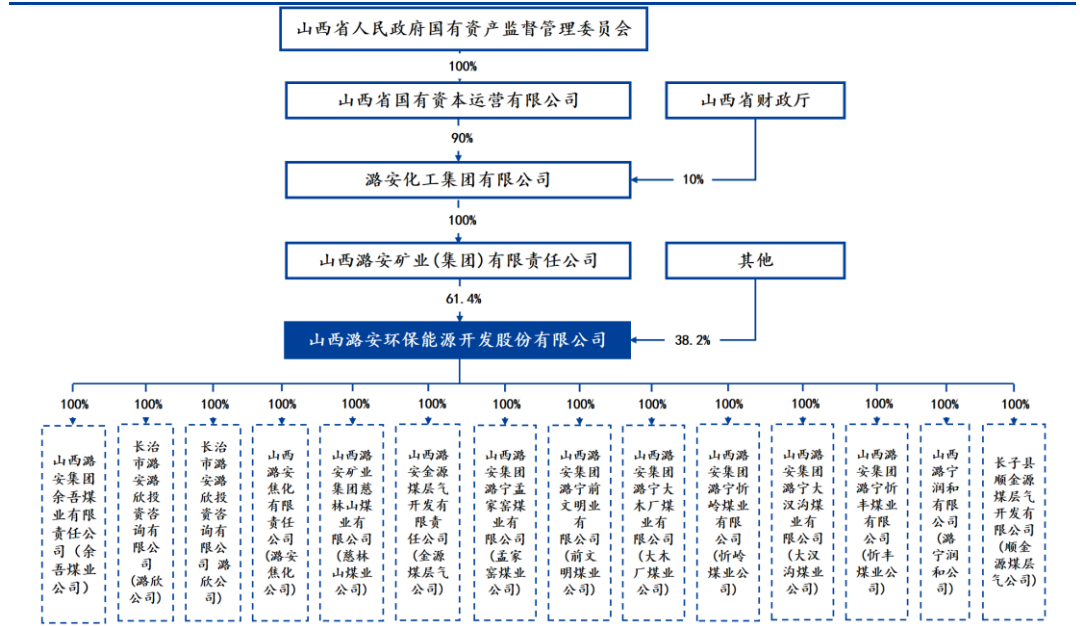 山西省人民政府国有资产监督管理委员会
100%
山西省国有资本运营有限公司
山西省财政厅
90%
潞安化工集团有限公司
10%
100%
山西潞安矿业(集团)有限责任公司
其他
61.4%
山西潞安环保能源开发股份有限公司
38.2%
100%
100%
100%
100%
100%
100%
100%
100%
100%
100%
100%
100%
100%
100%
山西潞
安集团
余吾煤
业有限
责任公
司（余
吾煤业
公司）
长治
市潞
安潞
欣投
资咨
询有
限公
司
(潞欣
公司)
长治
市潞
安潞
欣投
资咨
询有
限公
司 潞
欣公
司)
山西
潞安
焦化
有限
责任
公司
(潞安
焦化
公司)
山西潞
安矿业
集团慈
林山煤
业有限
公司
(慈林
山煤业
公司)
山西潞
安金源
煤层气
开发有
限责任
公司
(金源
煤层气
公司)
山西潞
安集团
潞宁孟
家窑煤
业有限
公司
(孟家
窑煤业
公司)
山西潞
安集团
潞宁前
文明业
有限公
司
(前文
明煤业
公司)
山西潞
安集团
潞宁大
木厂煤
业有限
公司
(大木
厂煤业
公司)
山西潞
安集团
潞宁忻
岭煤业
有限公
司
(忻岭
煤业公
司)
山西潞
安集团
潞宁大
汉沟煤
业有限
公司
(大汉
沟煤业
公司)
山西潞
安集团
潞宁忻
丰煤业
有限公
司
(忻丰
煤业公
司)
山西
潞宁
润和
有限
公司
(潞
宁润
和公
司)
长子县
顺金源
煤层气
开发有
限公司
(顺金
源煤层
气公司)